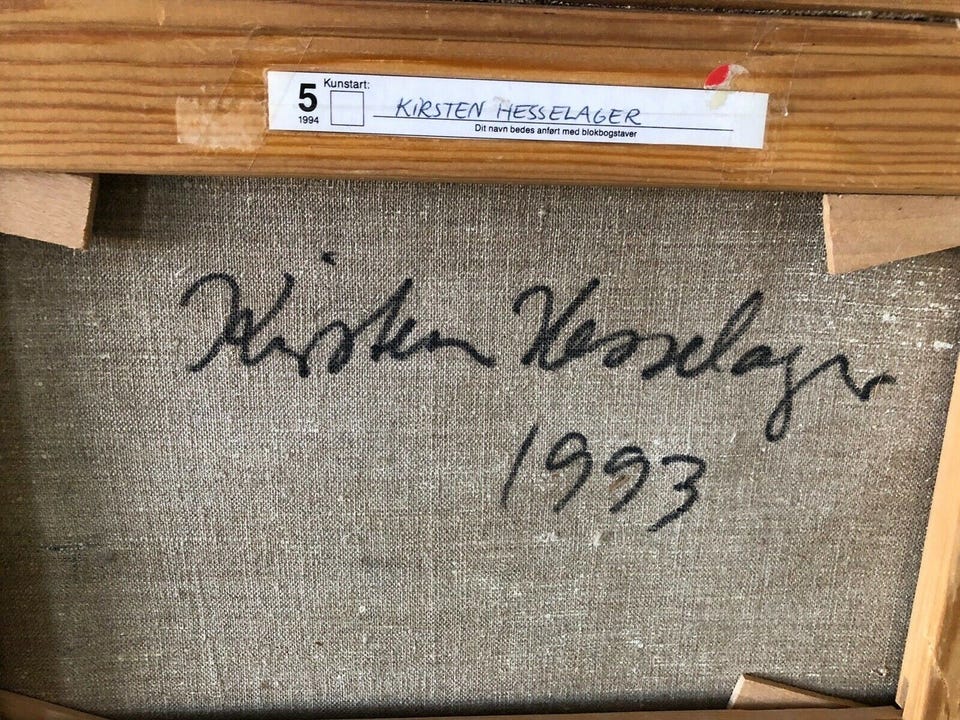 5 Kunstart:
1994
KIRSTEN HESSELAGER
Dit navn bedes anført med blokbogstaver
Kirsten Hesselager
1993